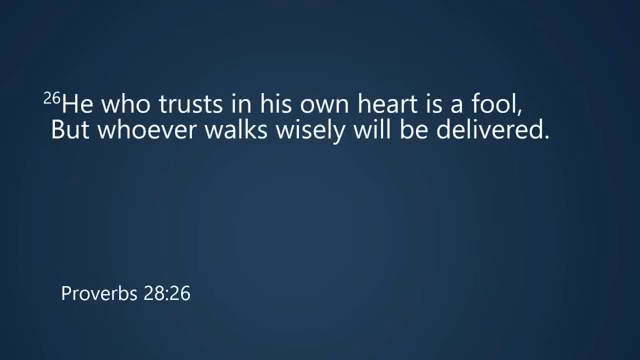 26He who trusts in his own heart is a fool,
But whoever walks wisely will be delivered.
Proverbs 28:26